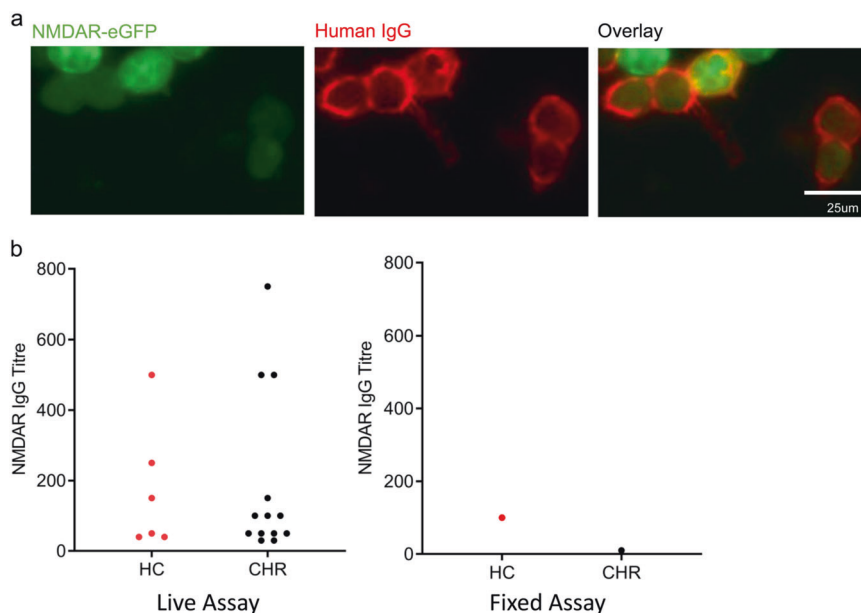 a
NMDAR-eGFP
Human IgG
Overlay
25um
b
800
600
400
200
0
NMDAR IgG Titre
HC
CHR
Live Assay
800
600
400
200
0
NMDAR IgG Titre
HC
CHR
Fixed Assay